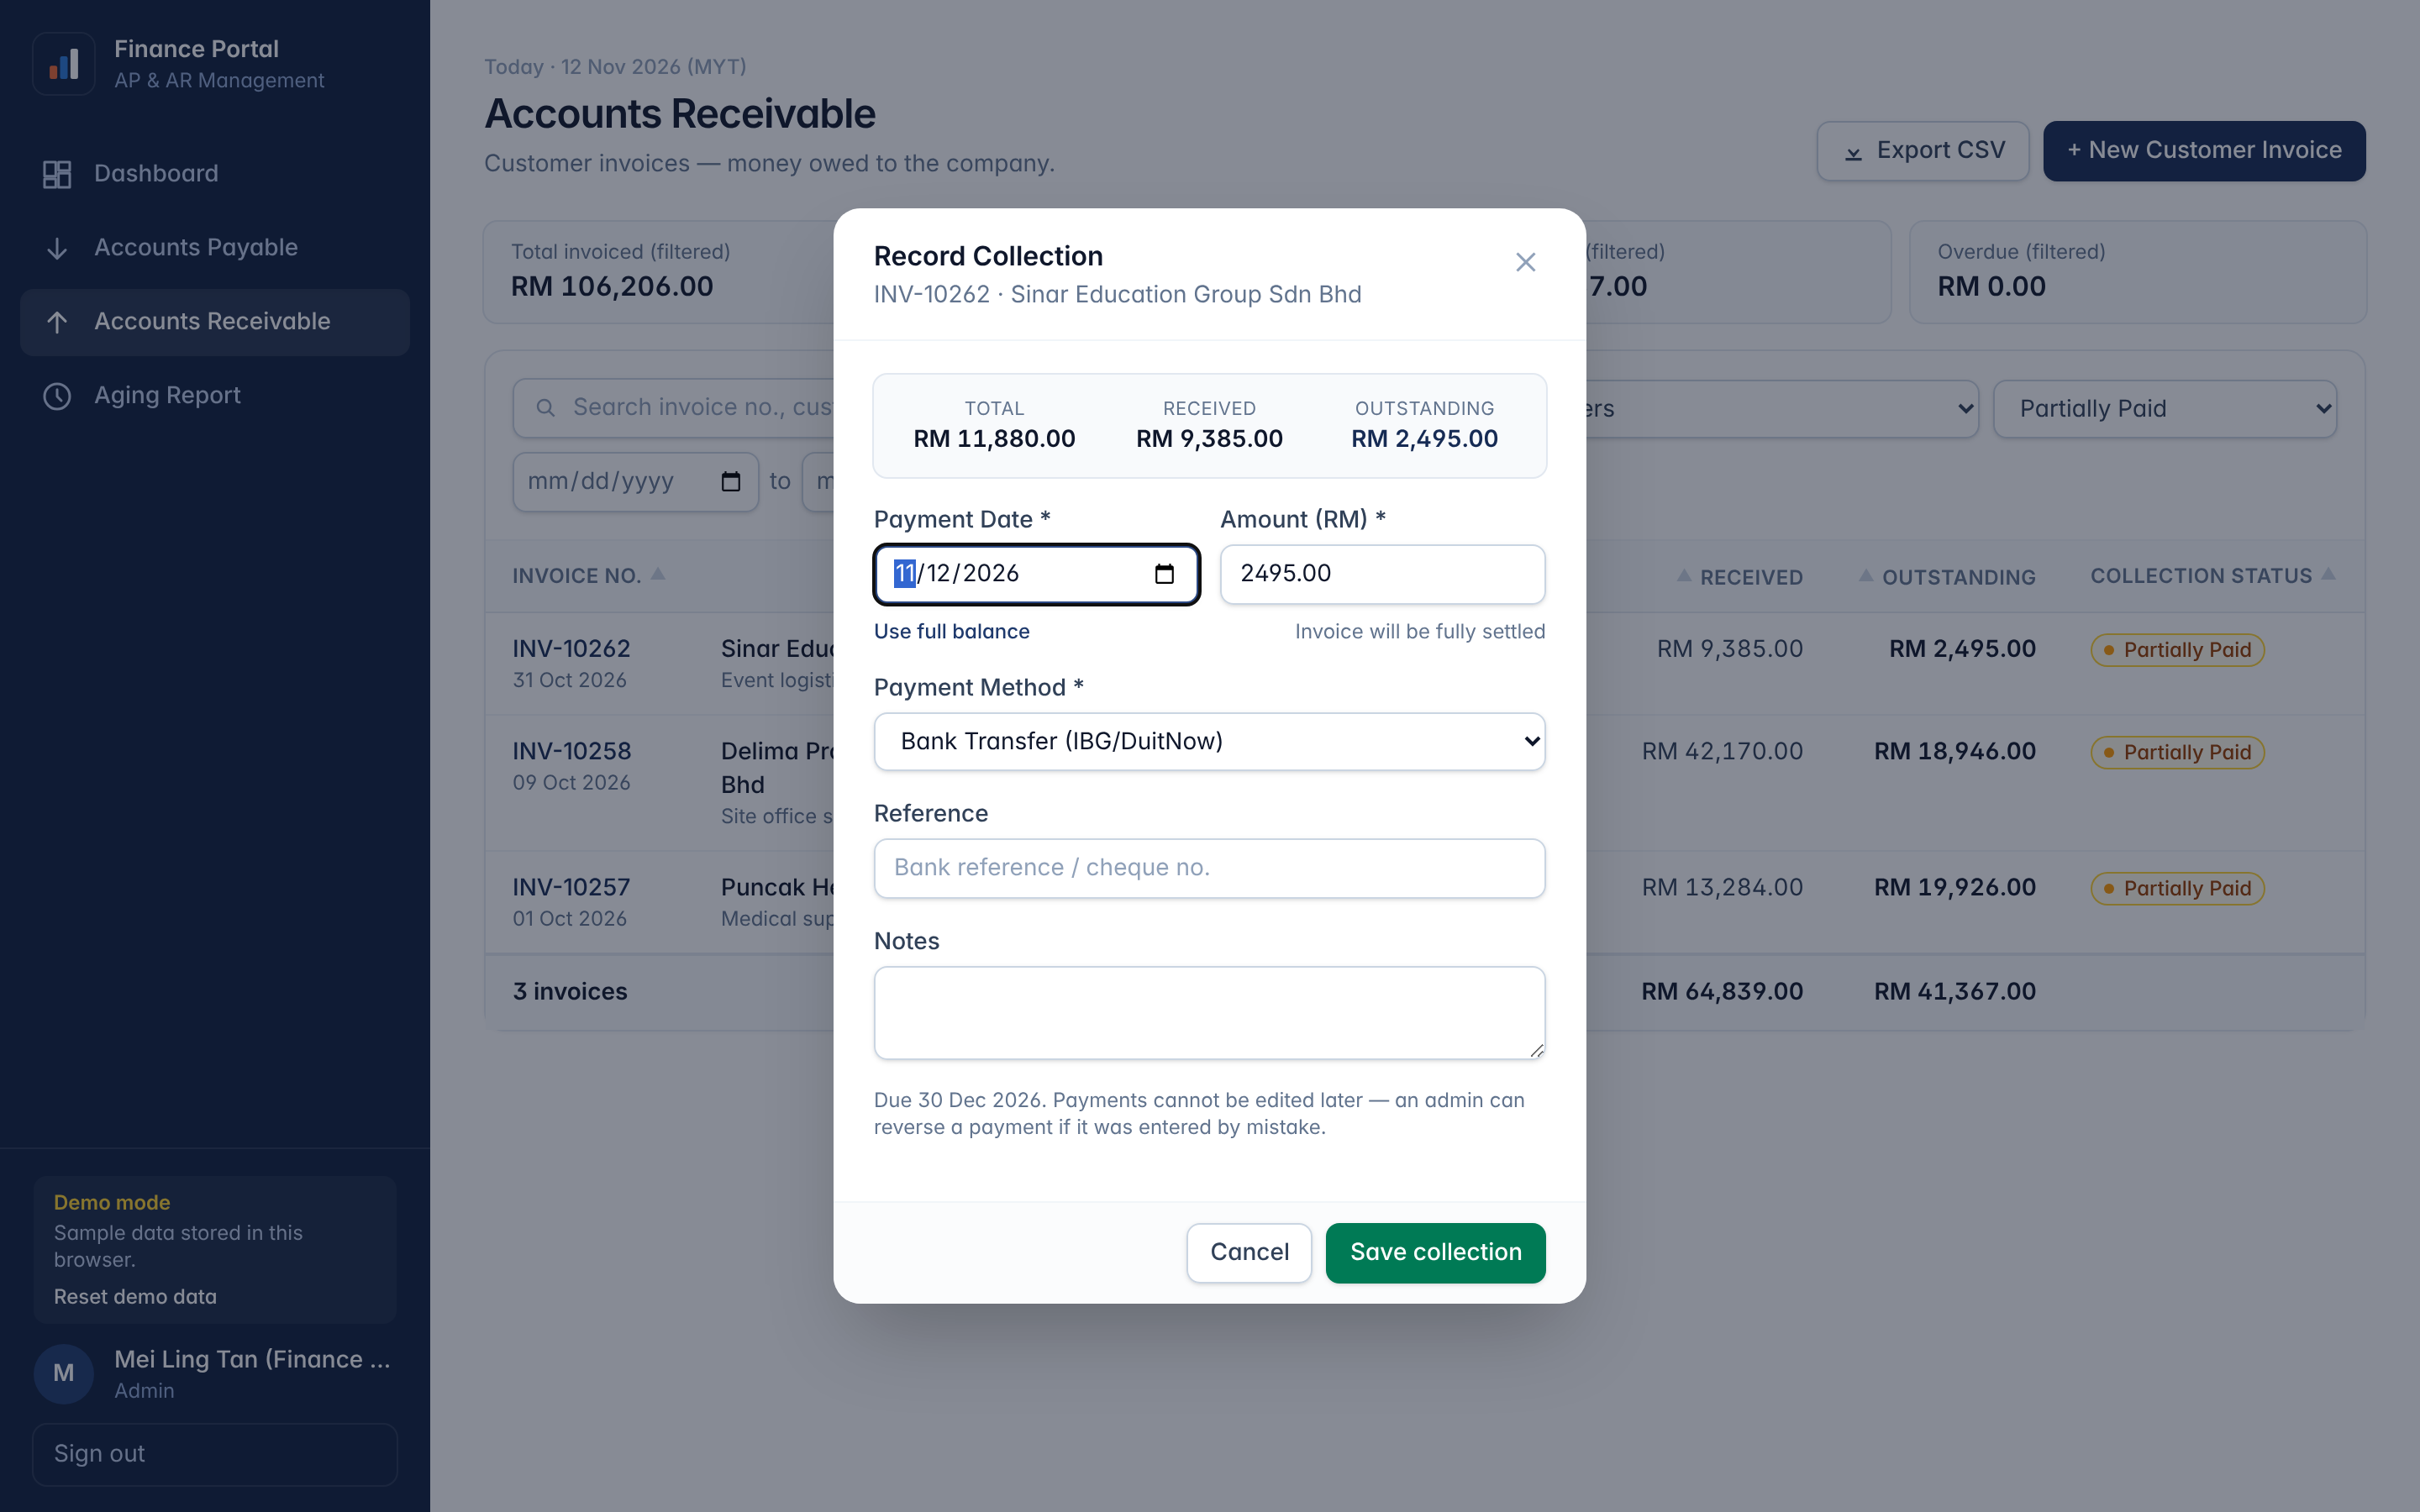 Finance Portal
AP & AR Management
Dashboard
Accounts Payable
Accounts Receivable
Aging Report
Demo mode
Sample data stored in this
browser.
Reset demo data
M
Mei Ling Tan (Finance ...
Admin
Sign out
Today · 12 Nov 2026 (MYT)
Accounts Receivable
Customer invoices — money owed to the company.
Export CSV
+ New Customer Invoice
Total invoiced (filtered)
RM 106,206.00
(filtered)
7.00
Overdue (filtered)
RM 0.00
Search invoice no.,
Partially Paid
mm/dd/yyyy
to
INVOICE NO.
RECEIVED
OUTSTANDING
COLLECTION STATUS
INV-10262
31 Oct 2026
Sinar
Event
RM 9,385.00
RM 2,495.00
Partially Paid
INV-10258
09 Oct 2026
Delima
Bhd
Site office
RM 42,170.00
RM 18,946.00
Partially Paid
INV-10257
01 Oct 2026
Puncak
Medical
RM 13,284.00
RM 19,926.00
Partially Paid
3 invoices
RM 64,839.00
RM 41,367.00
Record Collection
INV-10262 · Sinar Education Group Sdn Bhd
TOTAL
RM 11,880.00
RECEIVED
RM 9,385.00
OUTSTANDING
RM 2,495.00
Payment Date *
11/12/2026
Amount (RM) *
2495.00
Use full balance
Invoice will be fully settled
Payment Method *
Bank Transfer (IBG/DuitNow)
Reference
Bank reference / cheque no.
Notes
Due 30 Dec 2026. Payments cannot be edited later — an admin can
reverse a payment if it was entered by mistake.
Cancel
Save collection